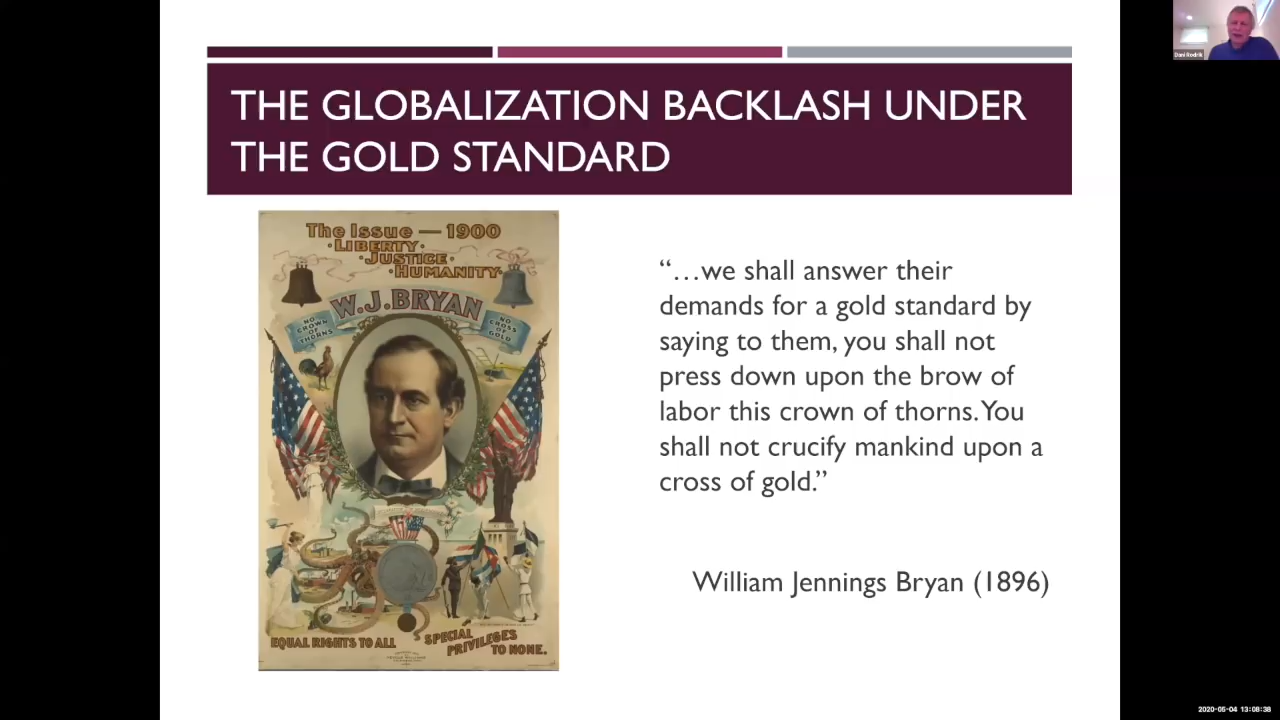 THE GLOBALIZATION BACKLASH UNDER
THE GOLD STANDARD
The Issue — 1900
·LIBERTY·
·JUSTICE·
·HUMANITY·
W.J. BRYAN
NO
CROWN
OF
THORNS
NO
CROSS
OF
GOLD
EQUAL RIGHTS TO ALL
SPECIAL
PRIVILEGES
TO NONE.
“…we shall answer their
demands for a gold standard by
saying to them, you shall not
press down upon the brow of
labor this crown of thorns. You
shall not crucify mankind upon a
cross of gold.”
William Jennings Bryan (1896)
Dani Rodrik
2020-05-04 13:08:38